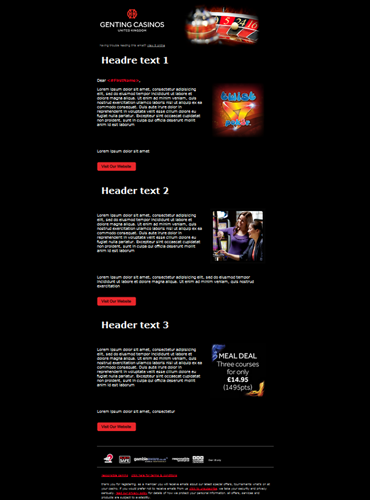 GENTING CASINOS
UNITED KINGDOM
Having trouble reading this email? View it online
Headre text 1
Dear
Lorem ipsum dolor sit amet, consectetur adipiscing
elit, sed do eiusmod tempor incididunt ut labore et
dolore magna aliqua. Ut enim ad minim veniam, quis
nostrud exercitation ullamco laboris nisi ut aliquip ex ea
commodo consequat. Duis aute irure dolor in
reprehenderit in voluptate velit esse cillum dolore eu
fugiat nulla pariatur. Excepteur sint occaecat cupidatat
non proident, sunt in culpa qui officia deserunt mollit
anim id est laborum
Lorem ipsum dolor sit amet
Visit Our Website
Header text 2
Lorem ipsum dolor sit amet, consectetur adipiscing
elit, sed do eiusmod tempor incididunt ut labore et
dolore magna aliqua. Ut enim ad minim veniam, quis
nostrud exercitation ullamco laboris nisi ut aliquip ex ea
commodo consequat. Duis aute irure dolor in
reprehenderit in voluptate velit esse cillum dolore eu
fugiat nulla pariatur. Excepteur sint occaecat cupidatat
non proident, sunt in culpa qui officia deserunt mollit
anim id est laborum
Lorem ipsum dolor sit amet, consectetur adipiscing elit, sed do eiusmod tempor
incididunt ut labore et dolore magna aliqua. Ut enim ad minim veniam, quis nostrud
exercitation
Visit Our Website
Header text 3
Lorem ipsum dolor sit amet, consectetur adipiscing
elit, sed do eiusmod tempor incididunt ut labore et
dolore magna aliqua. Ut enim ad minim veniam, quis
nostrud exercitation ullamco laboris nisi ut aliquip ex ea
commodo consequat. Duis aute irure dolor in
reprehenderit in voluptate velit esse cillum dolore eu
fugiat nulla pariatur. Excepteur sint occaecat cupidatat
non proident, sunt in culpa qui officia deserunt mollit
anim id est laborum
MEAL DEAL
Three courses
for only
£14.95
(1495pts)
Lorem ipsum dolor sit amet, consectetur
Visit Our Website